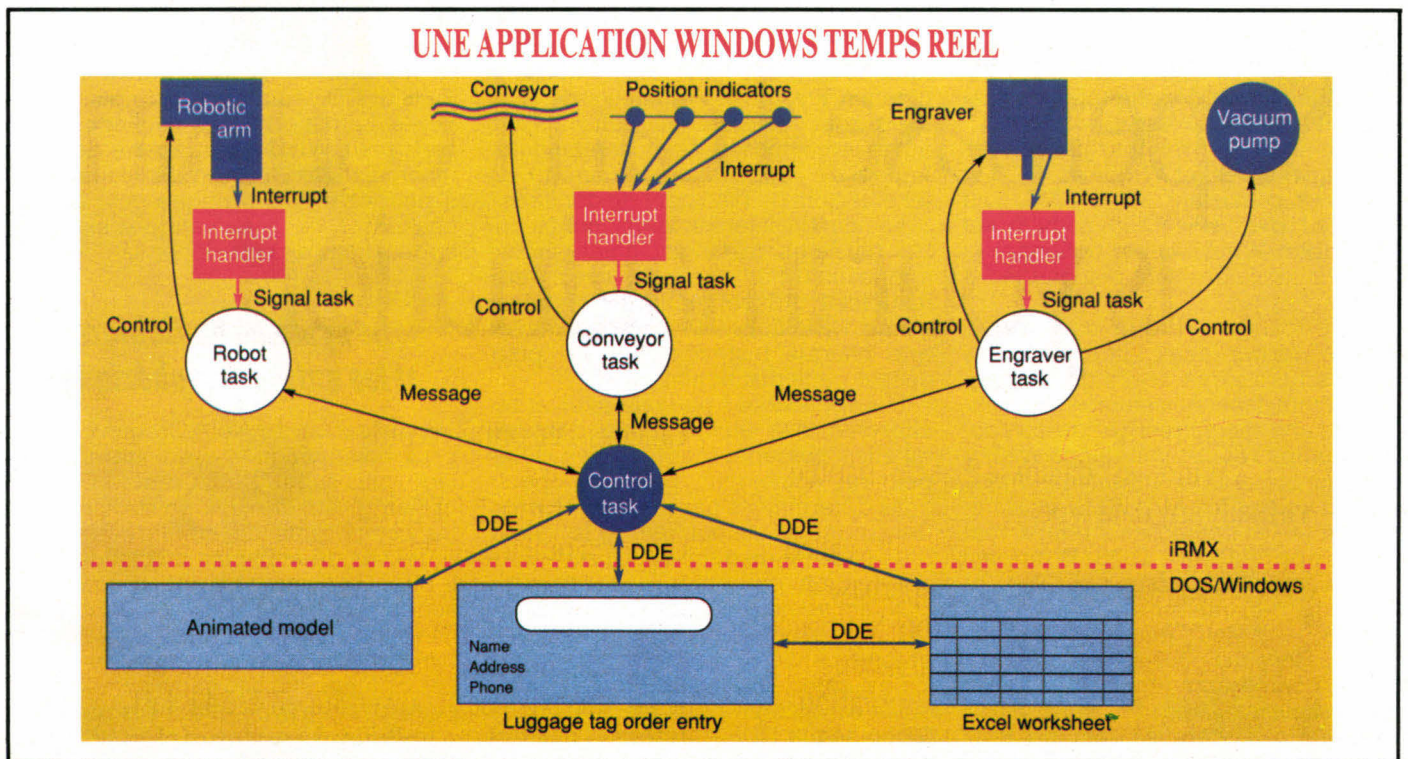 UNE APPLICATION WINDOWS TEMPS REEL
Robotic
arm
Conveyor
Position indicators
Engraver
Vacuum
pump
Interrupt
Interrupt
Interrupt
Interrupt
handler
Interrupt
handler
Interrupt
handler
Signal task
Signal task
Signal task
Control
Control
Control
Control
Robot
task
Conveyor
task
Engraver
task
Message
Message
Message
Control
task
DDE
DDE
DDE
iRMX
DOS/Windows
Animated model
Name
Address
Phone
DDE
Luggage tag order entry
Excel worksheet